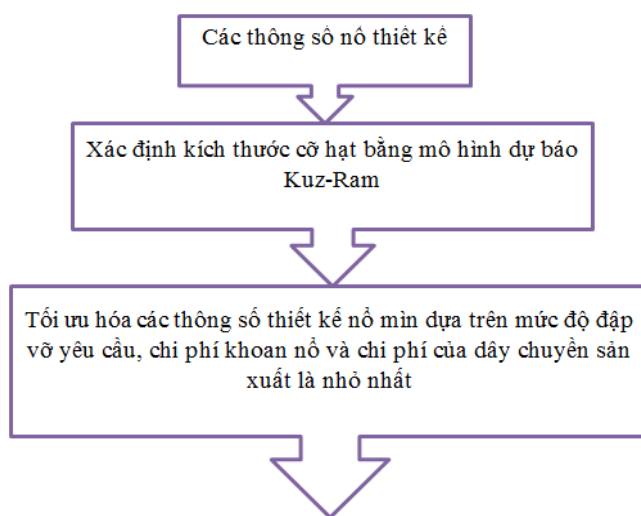 Các thông số nổ thiết kế
Xác định kích thước cỡ hạt bằng mô hình dự báo
Kuz-Ram
Tối ưu hóa các thông số thiết kế nổ mìn dựa trên mức độ đập
vỡ yêu cầu, chi phí khoan nổ và chi phí của dây chuyền sản
xuất là nhỏ nhất